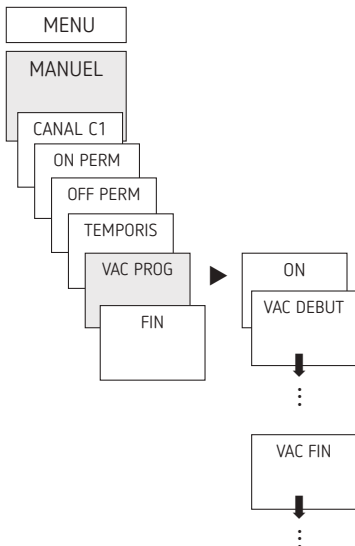 MENU
MANUEL
CANAL C1
ON PERM
OFF PERM
TEMPORIS
VAC PROG
FIN
ON
VAC DEBUT
VAC FIN